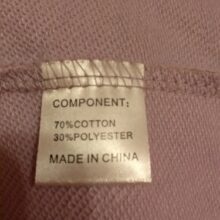 COMPONENT:
70%COTTON
30%POLYESTER
MADE IN CHINA